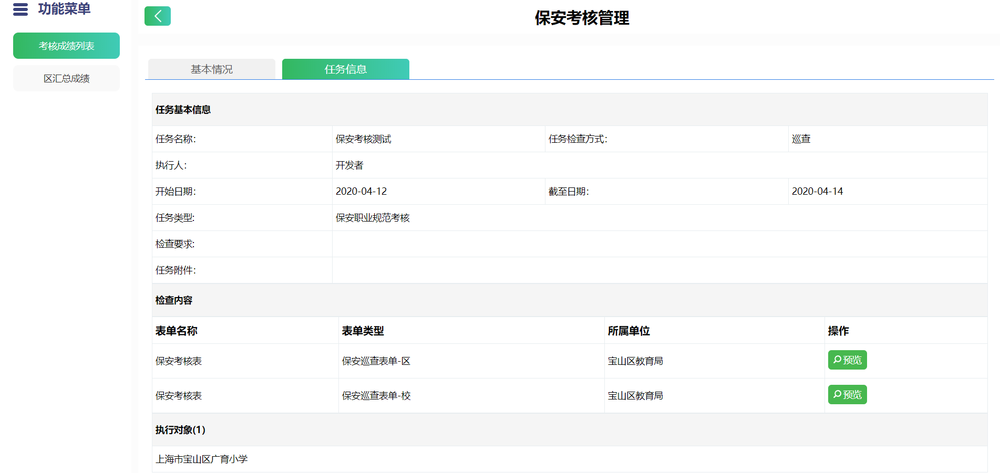 功能菜单
保安考核管理
考核成绩列表
区汇总成绩
基本情况 任务信息
任务基本信息
任务名称: 保安考核测试 任务检查方式: 巡查
执行人: 开发者
开始日期: 2020-04-12 截至日期: 2020-04-14
任务类型: 保安职业规范考核
检查要求:
任务附件:
检查内容
表单名称 表单类型 所属单位 操作
保安考核表 保安巡查表单-区 宝山区教育局 预览
保安考核表 保安巡查表单-校 宝山区教育局 预览
执行对象(1)
上海市宝山区广育小学